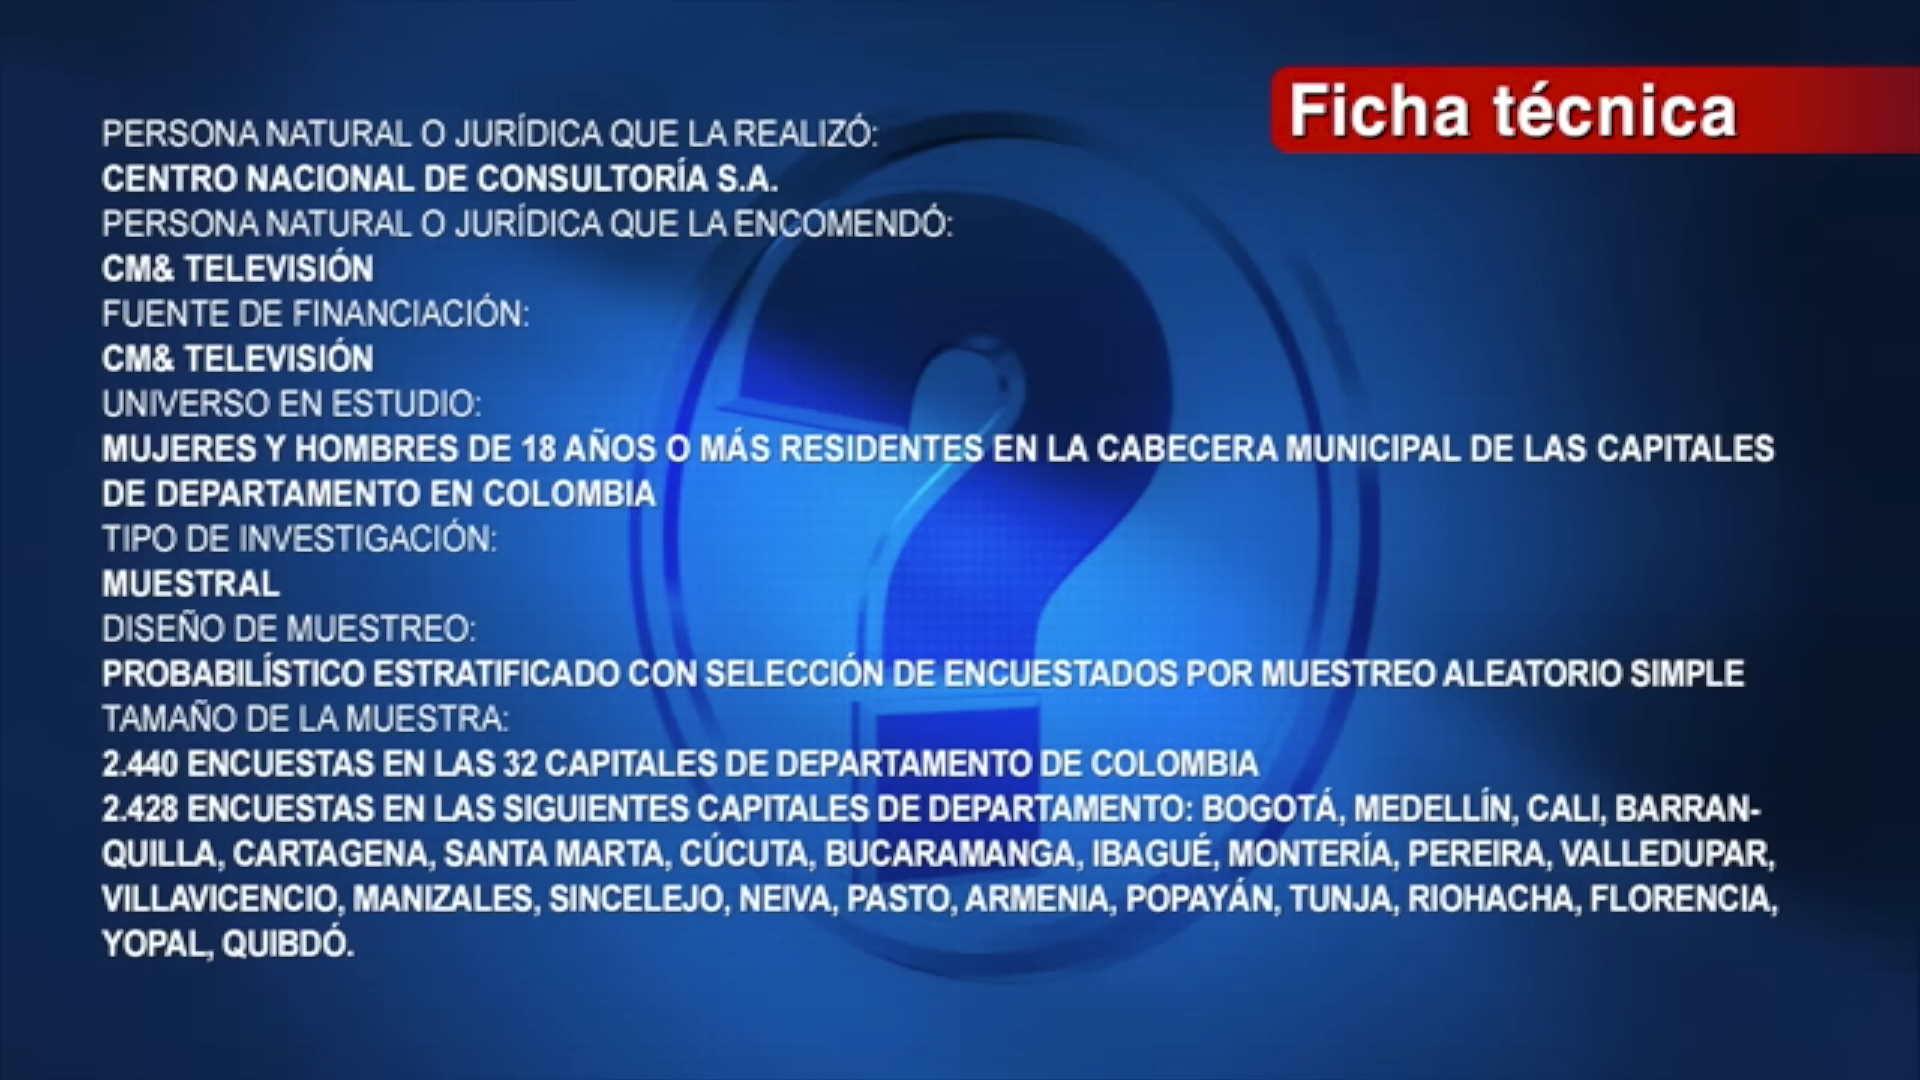 Ficha técnica
PERSONA NATURAL O JURÍDICA QUE LA REALIZÓ:
CENTRO NACIONAL DE CONSULTORÍA S.A.
PERSONA NATURAL O JURÍDICA QUE LA ENCOMENDÓ:
CM& TELEVISIÓN
FUENTE DE FINANCIACIÓN:
CM& TELEVISIÓN
UNIVERSO EN ESTUDIO:
MUJERES Y HOMBRES DE 18 AÑOS O MÁS RESIDENTES EN LA CABECERA MUNICIPAL DE LAS CAPITALES
DE DEPARTAMENTO EN COLOMBIA
TIPO DE INVESTIGACIÓN:
MUESTRAL
DISEÑO DE MUESTREO:
PROBABILÍSTICO ESTRATIFICADO CON SELECCIÓN DE ENCUESTADOS POR MUESTREO ALEATORIO SIMPLE
TAMAÑO DE LA MUESTRA:
2.440 ENCUESTAS EN LAS 32 CAPITALES DE DEPARTAMENTO DE COLOMBIA
2.428 ENCUESTAS EN LAS SIGUIENTES CAPITALES DE DEPARTAMENTO: BOGOTÁ, MEDELLÍN, CALI, BARRAN-
QUILLA, CARTAGENA, SANTA MARTA, CÚCUTA, BUCARAMANGA, IBAGUÉ, MONTERÍA, PEREIRA, VALLEDUPAR,
VILLAVICENCIO, MANIZALES, SINCELEJO, NEIVA, PASTO, ARMENIA, POPAYÁN, TUNJA, RIOHACHA, FLORENCIA,
YOPAL, QUIBDÓ.